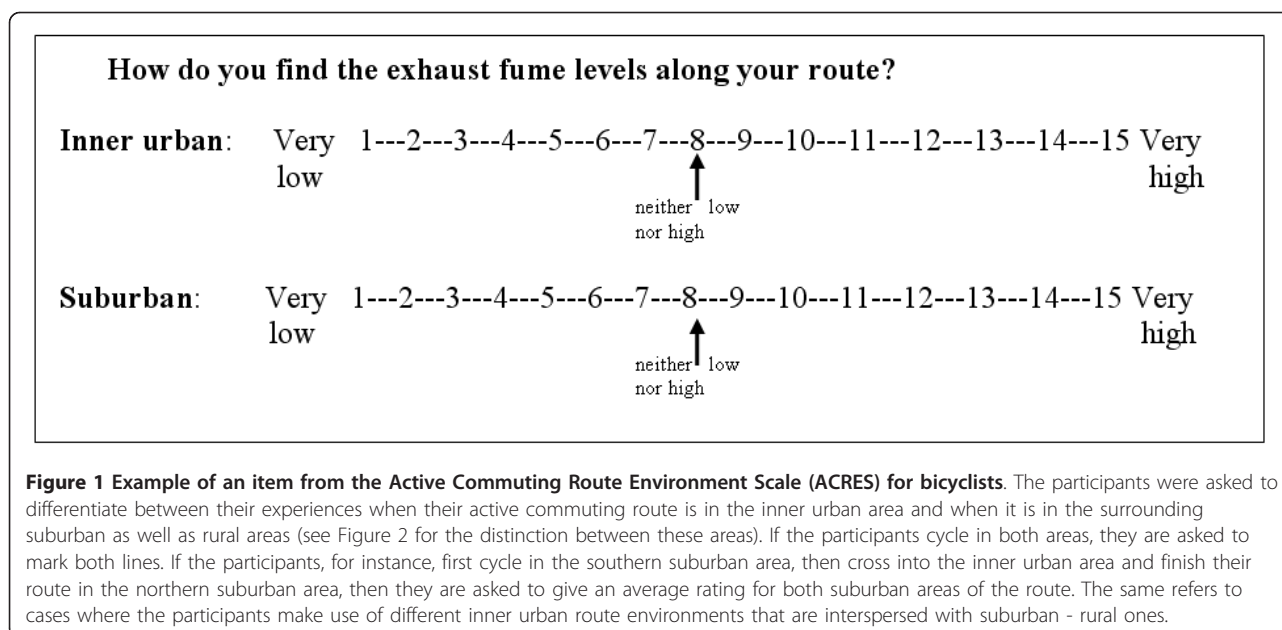 How do you find the exhaust fume levels along your route?
Inner urban: Very low 1---2---3---4---5---6---7---8---9---10---11---12---13---14---15 Very high
neither low
nor high
Suburban: Very low 1---2---3---4---5---6---7---8---9---10---11---12---13---14---15 Very high
neither low
nor high
Figure 1 Example of an item from the Active Commuting Route Environment Scale (ACRES) for bicyclists. The participants were asked to
differentiate between their experiences when their active commuting route is in the inner urban area and when it is in the surrounding
suburban as well as rural areas (see Figure 2 for the distinction between these areas). If the participants cycle in both areas, they are asked to
mark both lines. If the participants, for instance, first cycle in the southern suburban area, then cross into the inner urban area and finish their
route in the northern suburban area, then they are asked to give an average rating for both suburban areas of the route. The same refers to
cases where the participants make use of different inner urban route environments that are interspersed with suburban - rural ones.